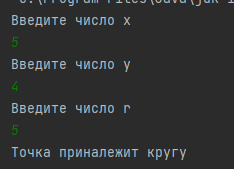 Введите число x
5
Введите число y
4
Введите число r
5
Точка приналежит кругу